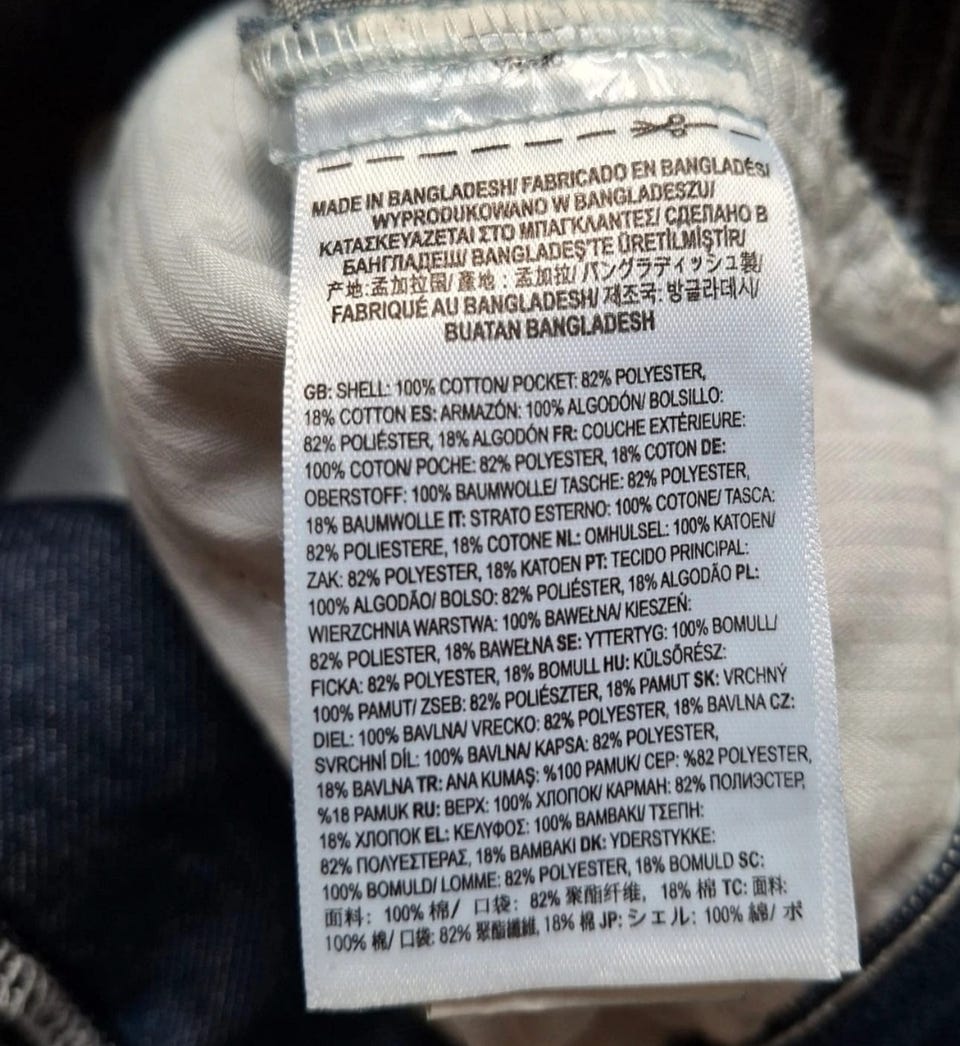 MADE IN BANGLADESH/ FABRICADO EN BANGLADÉS/
WYPRODUKOWANO W BANGLADESZU/
ΚΑΤΑΣΚΕΥΑΖΕΤΑΙ ΣΤΟ ΜΠΑΓΚΛΑΝΤΕΣ/ СДЕЛАНО В
БАНГЛАДЕШ/ BANGLADEŞ'TE ÜRETİLMİŞTİR/
产地:孟加拉国/ 產地：孟加拉/ バングラディッシュ製/
FABRIQUÉ AU BANGLADESH/ 제조국: 방글라데시/
BUATAN BANGLADESH
GB: SHELL: 100% COTTON/ POCKET: 82% POLYESTER,
18% COTTON ES: ARMAZÓN: 100% ALGODÓN/ BOLSILLO:
82% POLIÉSTER, 18% ALGODÓN FR: COUCHE EXTÉRIEURE:
100% COTON/ POCHE: 82% POLYESTER, 18% COTON DE:
OBERSTOFF: 100% BAUMWOLLE/ TASCHE: 82% POLYESTER,
18% BAUMWOLLE IT: STRATO ESTERNO: 100% COTONE/ TASCA:
82% POLIESTERE, 18% COTONE NL: OMHULSEL: 100% KATOEN/
ZAK: 82% POLYESTER, 18% KATOEN PT: TECIDO PRINCIPAL:
100% ALGODÃO/ BOLSO: 82% POLIÉSTER, 18% ALGODÃO PL:
WIERZCHNIA WARSTWA: 100% BAWEŁNA/ KIESZEŃ:
82% POLIESTER, 18% BAWEŁNA SE: YTTERTYG: 100% BOMULL/
FICKA: 82% POLYESTER, 18% BOMULL HU: KÜLSŐRÉSZ:
100% PAMUT/ ZSEB: 82% POLIÉSZTER, 18% PAMUT SK: VRCHNÝ
DIEL: 100% BAVLNA/ VRECKO: 82% POLYESTER, 18% BAVLNA CZ:
SVRCHNÍ DÍL: 100% BAVLNA/ KAPSA: 82% POLYESTER,
18% BAVLNA TR: ANA KUMAŞ: %100 PAMUK/ CEP: %82 POLYESTER,
%18 PAMUK RU: ВЕРХ: 100% ХЛОПОК/ КАРМАН: 82% ПОЛИЭСТЕР,
18% ХЛОПОК EL: ΚΕΛΥΦΟΣ: 100% ΒΑΜΒΑΚΙ/ ΤΣΕΠΗ:
82% ΠΟΛΥΕΣΤΕΡΑΣ, 18% ΒΑΜΒΑΚΙ DK: YDERSTYKKE:
100% BOMULD/ LOMME: 82% POLYESTER, 18% BOMULD SC:
面料：100% 棉/ 口袋：82% 聚酯纤维，18% 棉 TC: 面料:
100% 棉/ 口袋: 82% 聚酯纖維, 18% 棉 JP: シェル: 100% 綿/ ポ